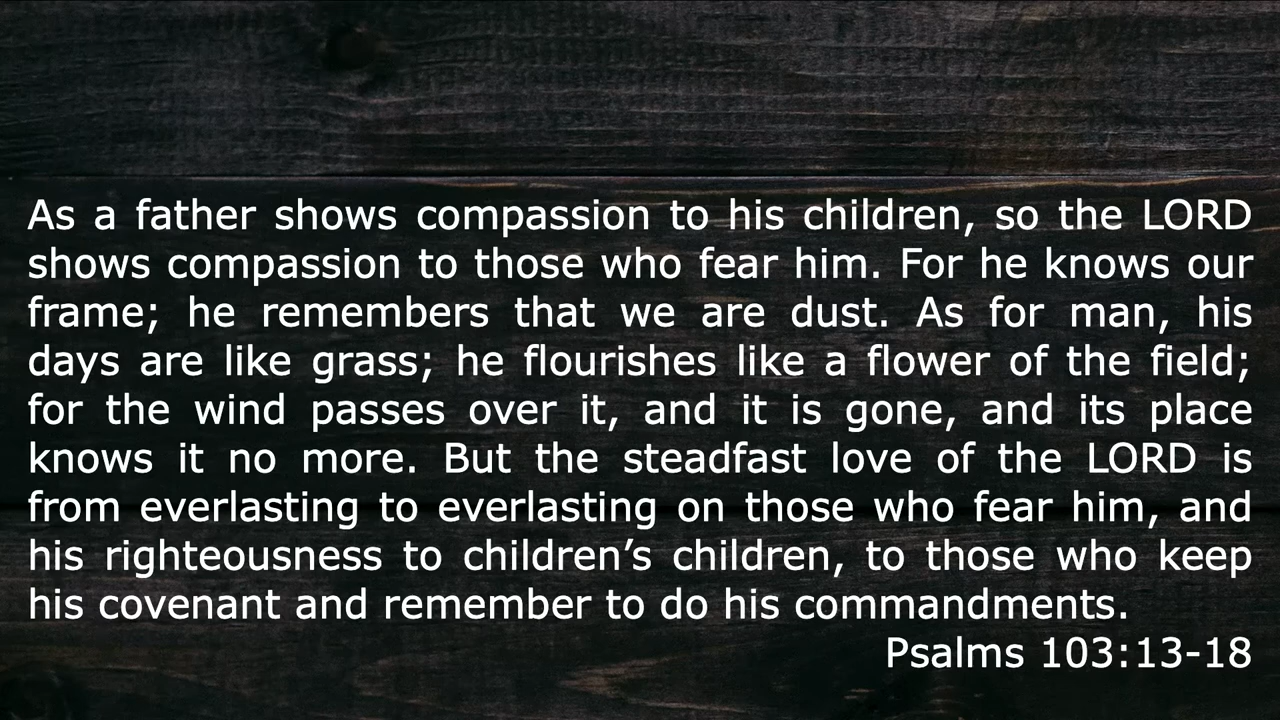 As a father shows compassion to his children, so the LORD
shows compassion to those who fear him. For he knows our
frame; he remembers that we are dust. As for man, his
days are like grass; he flourishes like a flower of the field;
for the wind passes over it, and it is gone, and its place
knows it no more. But the steadfast love of the LORD is
from everlasting to everlasting on those who fear him, and
his righteousness to children’s children, to those who keep
his covenant and remember to do his commandments.
Psalms 103:13-18